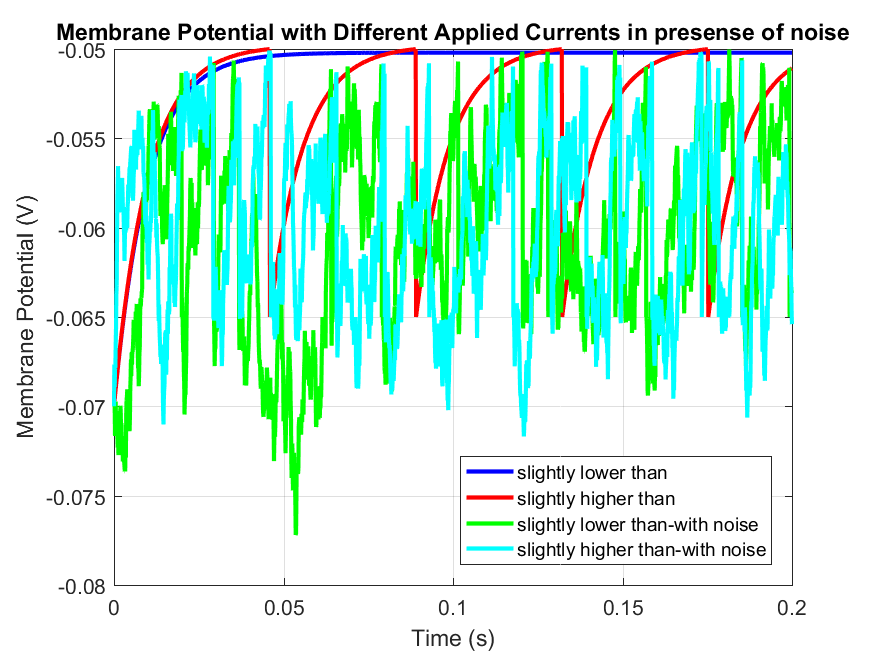 Membrane Potential with Different Applied Currents in presense of noise
-0.05
-0.055
-0.06
-0.065
-0.07
-0.075
-0.08
Membrane Potential (V)
slightly lower than
slightly higher than
slightly lower than-with noise
slightly higher than-with noise
0 0.05 0.1 0.15 0.2
Time (s)